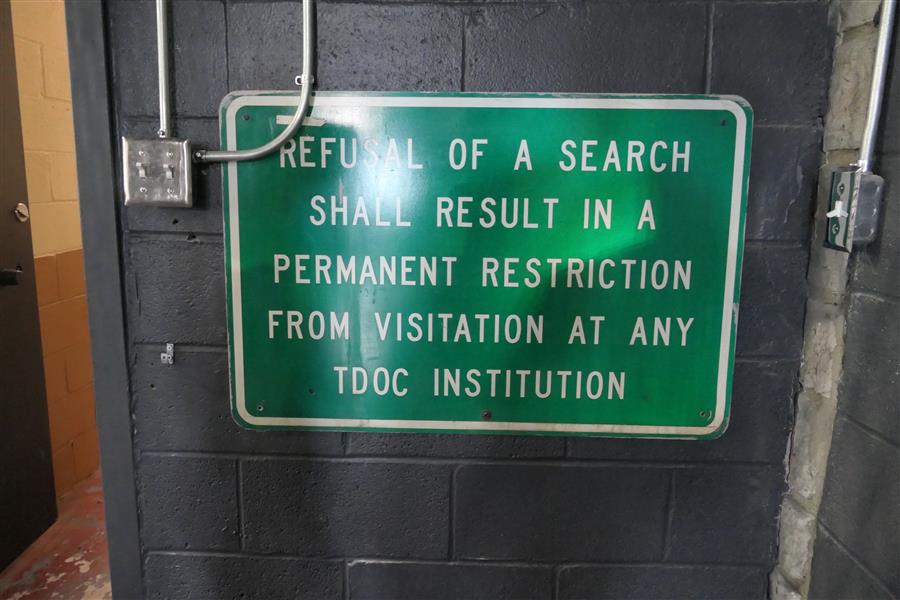 REFUSAL OF A SEARCH
SHALL RESULT IN A
PERMANENT RESTRICTION
FROM VISITATION AT ANY
TDOC INSTITUTION